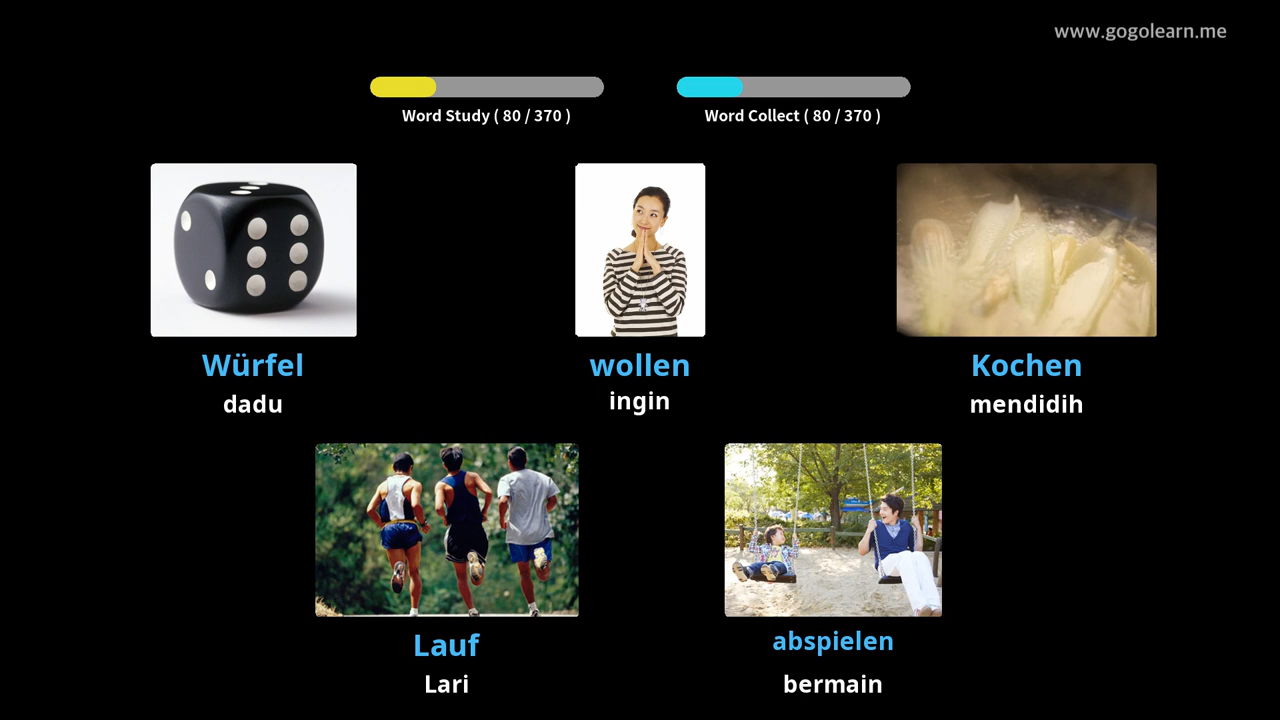 www.gogolearn.me
Word Study ( 80 / 370 )
Word Collect ( 80 / 370 )
Würfel
dadu
wollen
ingin
Kochen
mendidih
Lauf
Lari
abspielen
bermain